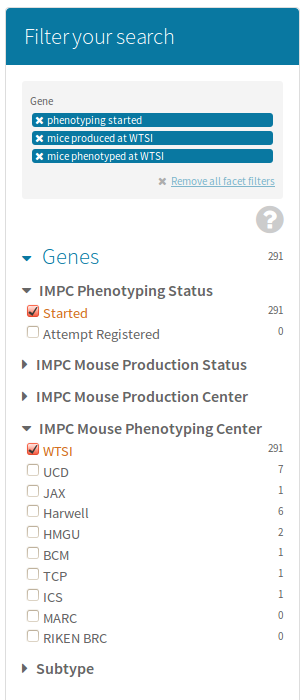 Filter your search
Gene
✖ phenotyping started
✖ mice produced at WTSI
✖ mice phenotyped at WTSI
✖ Remove all facet filters
?
Genes 291
IMPC Phenotyping Status
Started 291
Attempt Registered 0
IMPC Mouse Production Status
IMPC Mouse Production Center
IMPC Mouse Phenotyping Center
WTSI 291
UCD 7
JAX 1
Harwell 6
HMGU 2
BCM 1
TCP 1
ICS 1
MARC 0
RIKEN BRC 0
Subtype